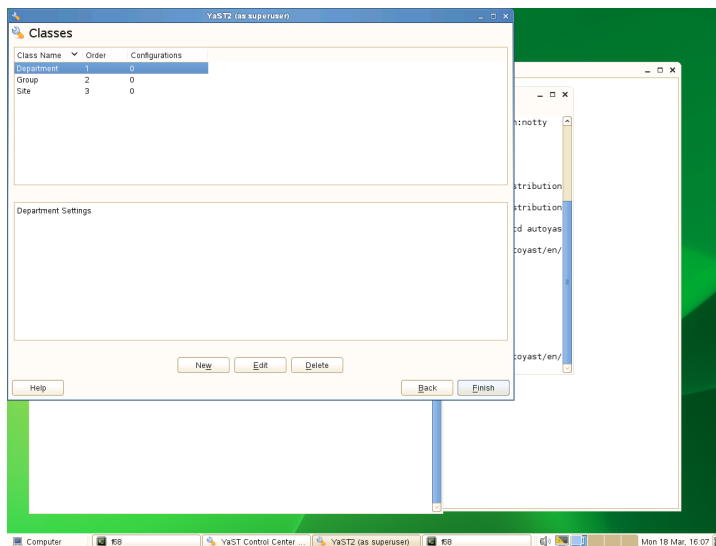 YaST2 (as superuser)
Classes
Class Name Order Configurations
Department 1 0
Group 2 0
Site 3 0
Department Settings
New Edit Delete
Help Back Finish
:notty
stribution
stribution
cd autoyas
toyast/en/
toyast/en/
Computer f58 YaST Control Center ... YaST2 (as superuser) f58 Mon 18 Mar, 16:07